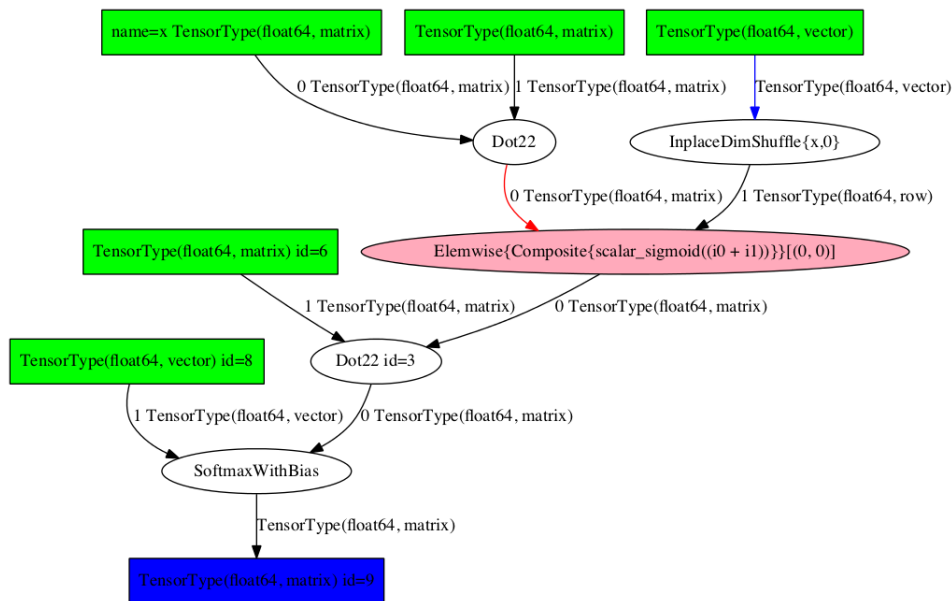 name=x TensorType(float64, matrix)
TensorType(float64, matrix)
TensorType(float64, vector)
0 TensorType(float64, matrix)
1 TensorType(float64, matrix)
TensorType(float64, vector)
Dot22
InplaceDimShuffle{x,0}
0 TensorType(float64, matrix)
1 TensorType(float64, row)
TensorType(float64, matrix) id=6
Elemwise{Composite{scalar_sigmoid((i0 + i1))}}[(0, 0)]
1 TensorType(float64, matrix)
0 TensorType(float64, matrix)
TensorType(float64, vector) id=8
Dot22 id=3
1 TensorType(float64, vector)
0 TensorType(float64, matrix)
SoftmaxWithBias
TensorType(float64, matrix)
TensorType(float64, matrix) id=9